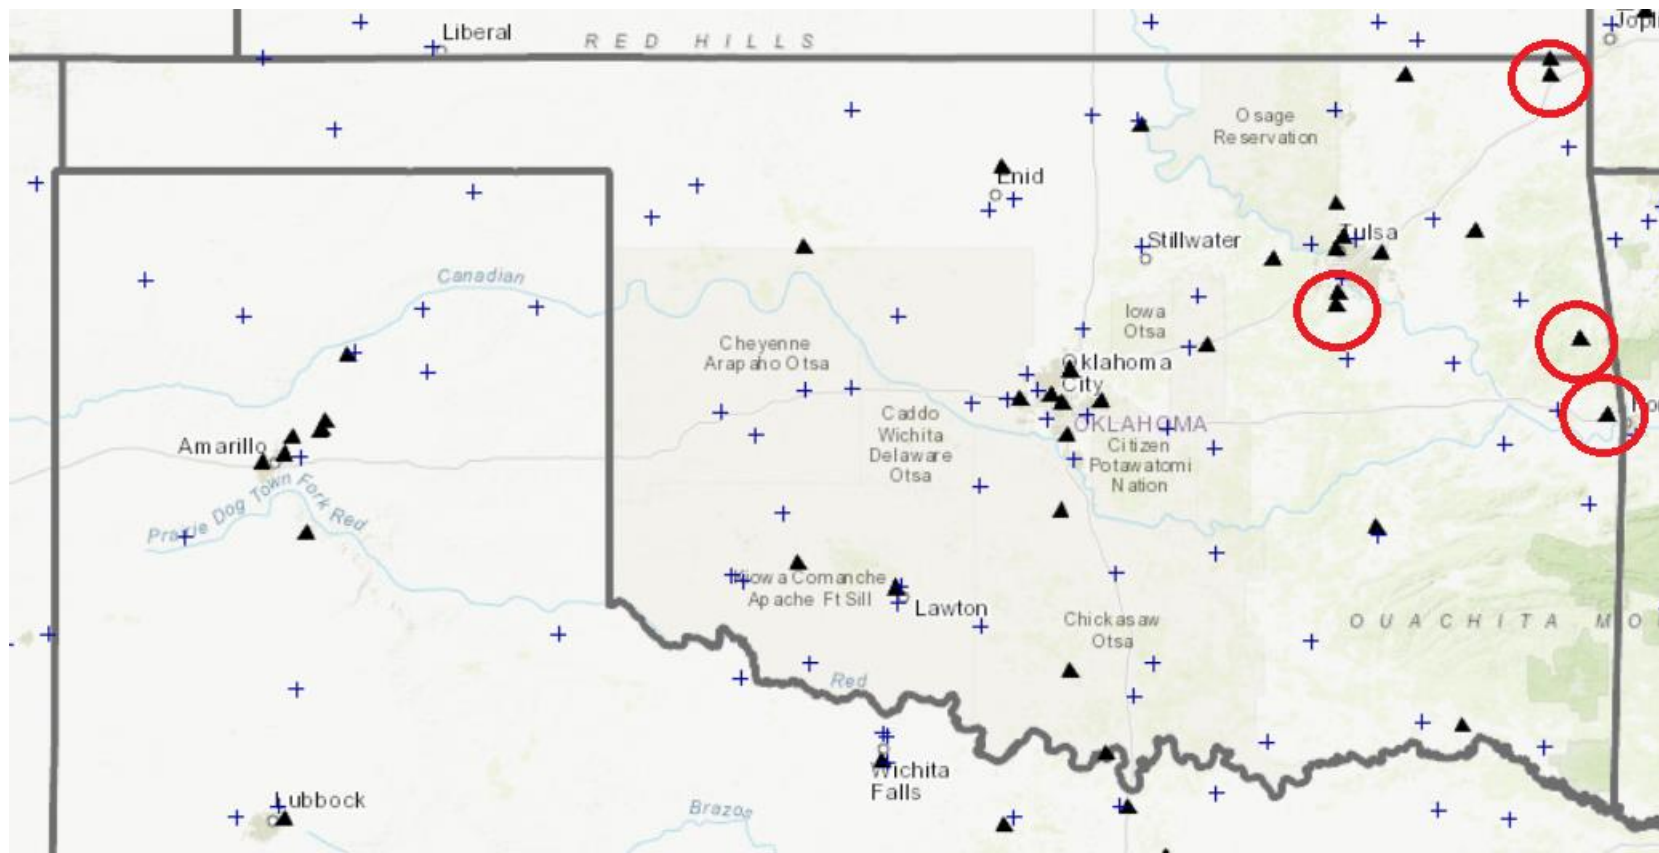 Liberal
RED HILLS
Jopli
Osage
Reservation
Enid
Stillwater
Tulsa
Canadian
Iowa
Otsa
Cheyenne
Arapaho Otsa
Oklahoma
City
Caddo
Wichita
Delaware
Otsa
OKLAHOMA
Citizen
Potawatomi
Nation
Amarillo
Prairie Dog Town Fork Red
Kiowa Comanche
Apache Ft Sill
Lawton
Chickasaw
Otsa
OUACHITA MO
Red
Wichita
Falls
Lubbock
Brazos